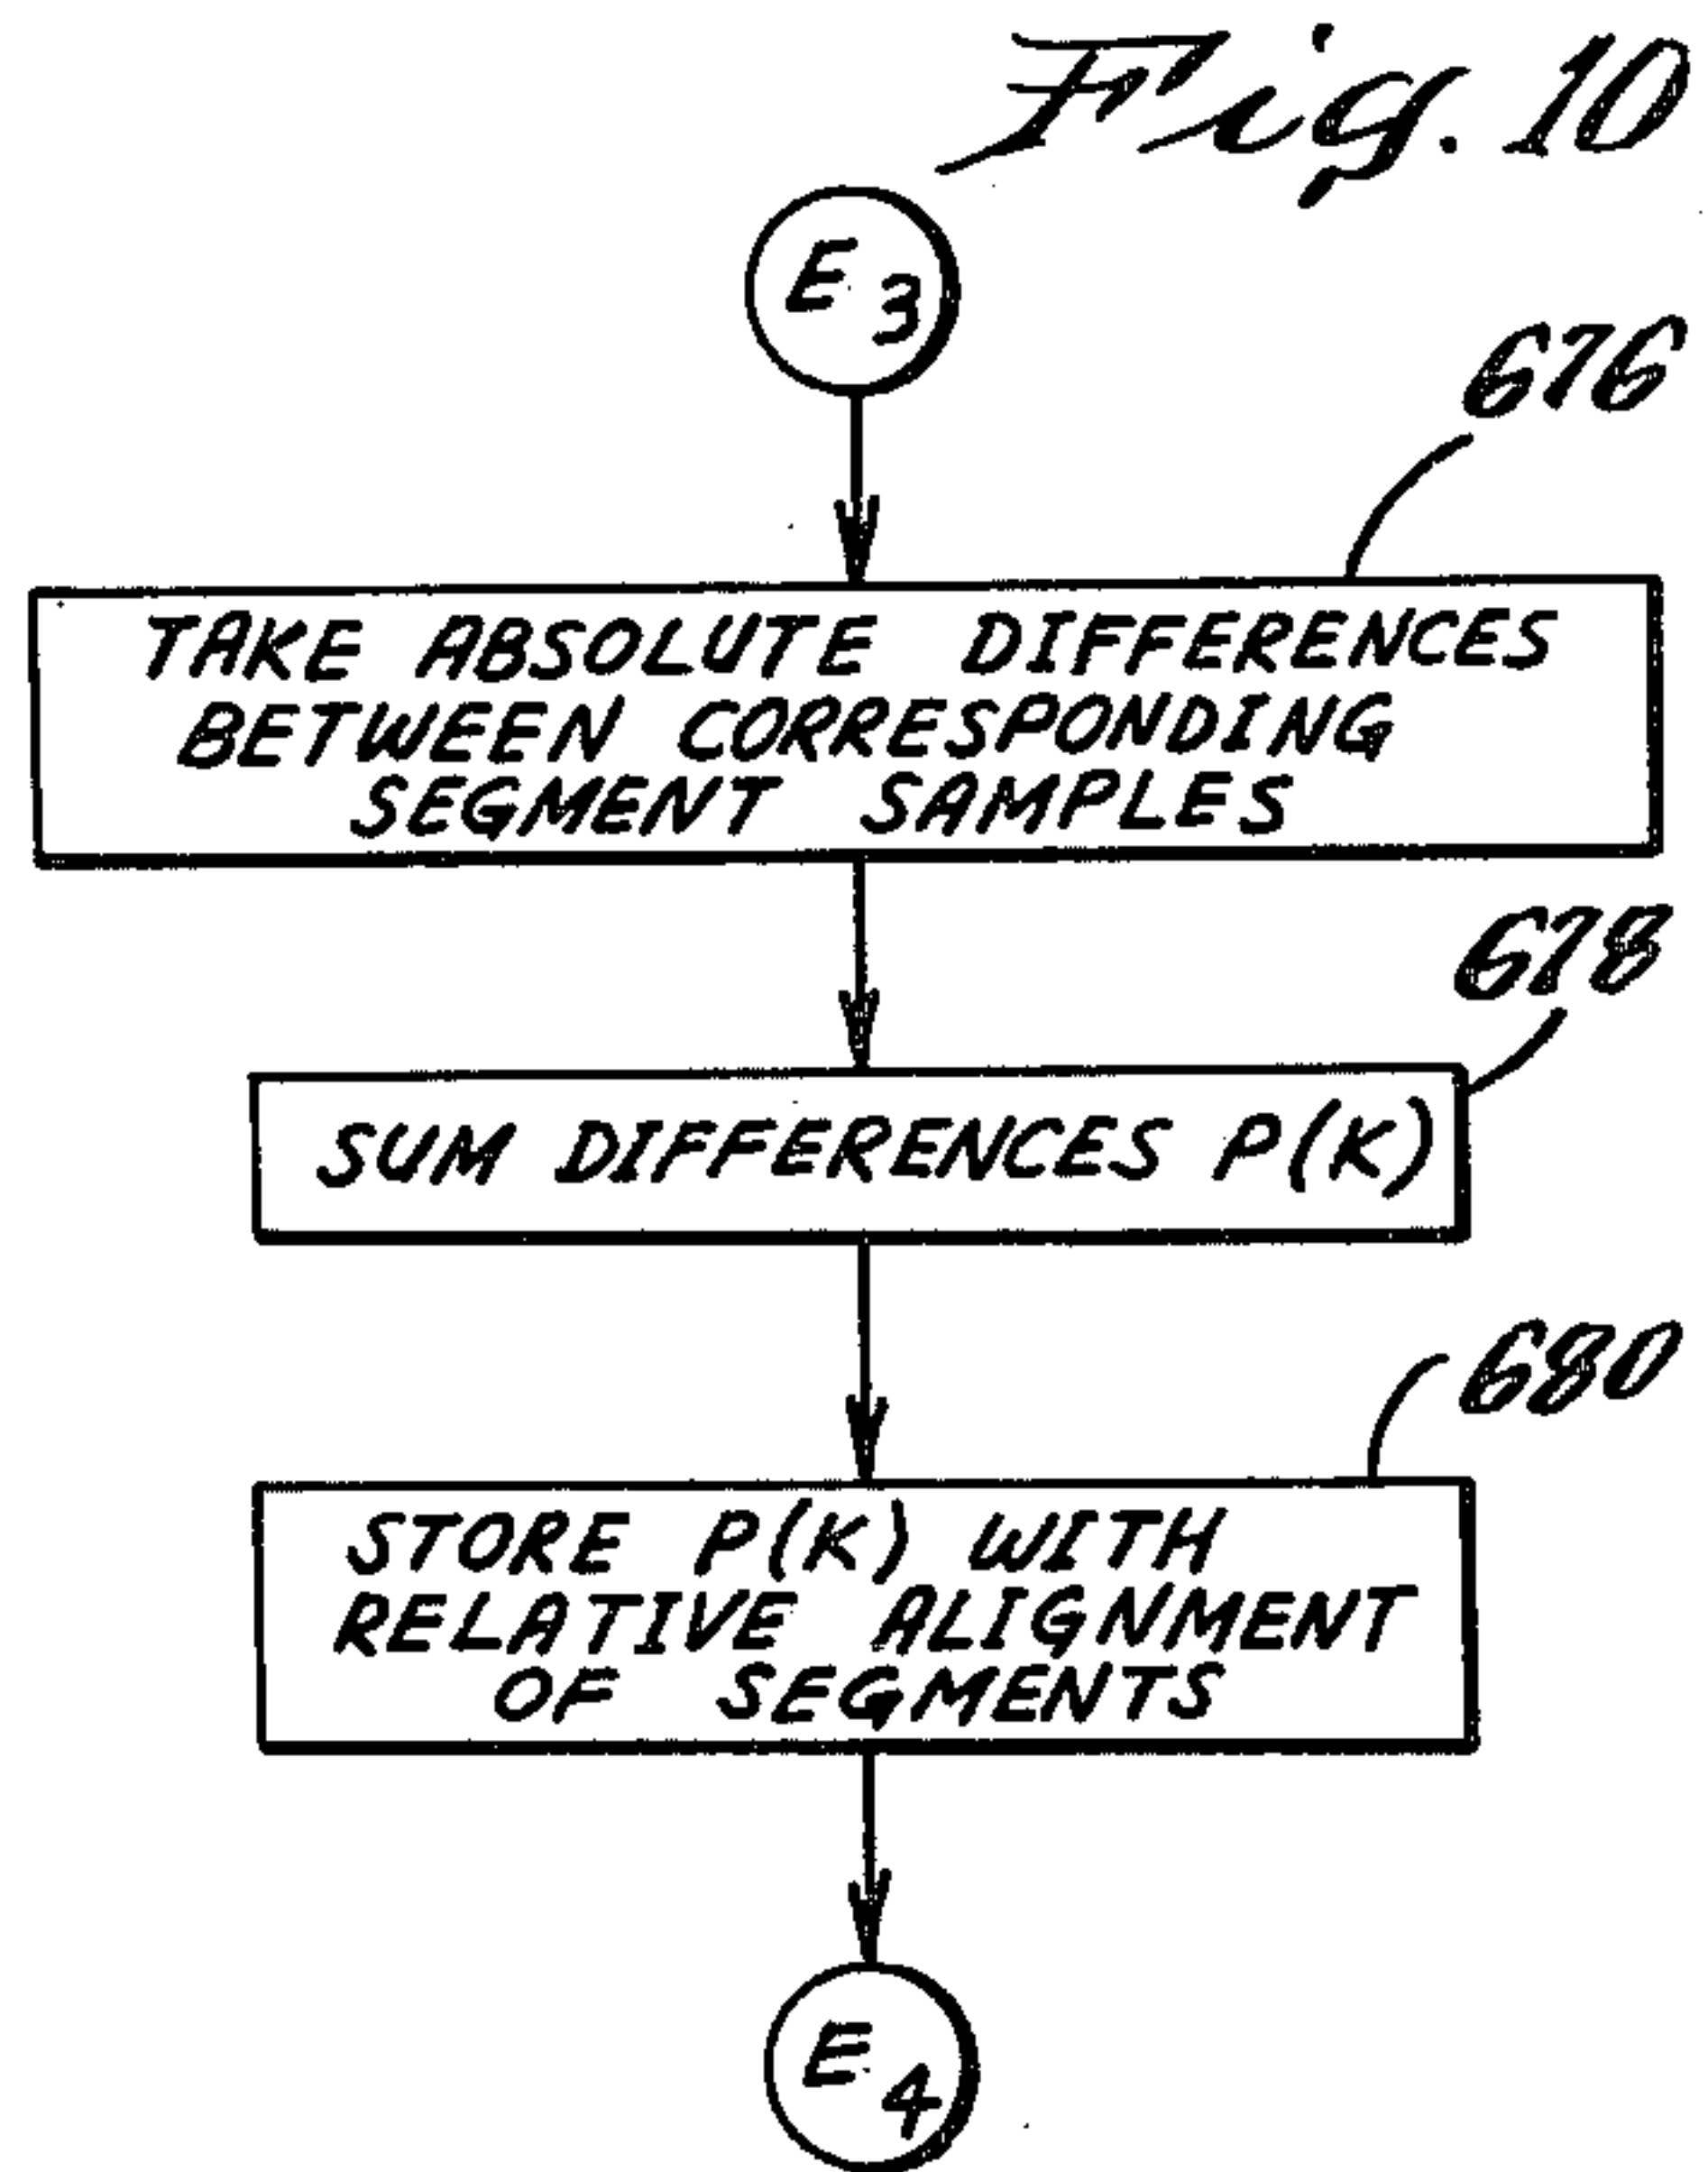 Fig. 10
E3
676
TAKE ABSOLUTE DIFFERENCES
BETWEEN CORRESPONDING
SEGMENT SAMPLES
678
SUM DIFFERENCES P(K)
680
STORE P(K) WITH
RELATIVE ALIGNMENT
OF SEGMENTS
E4